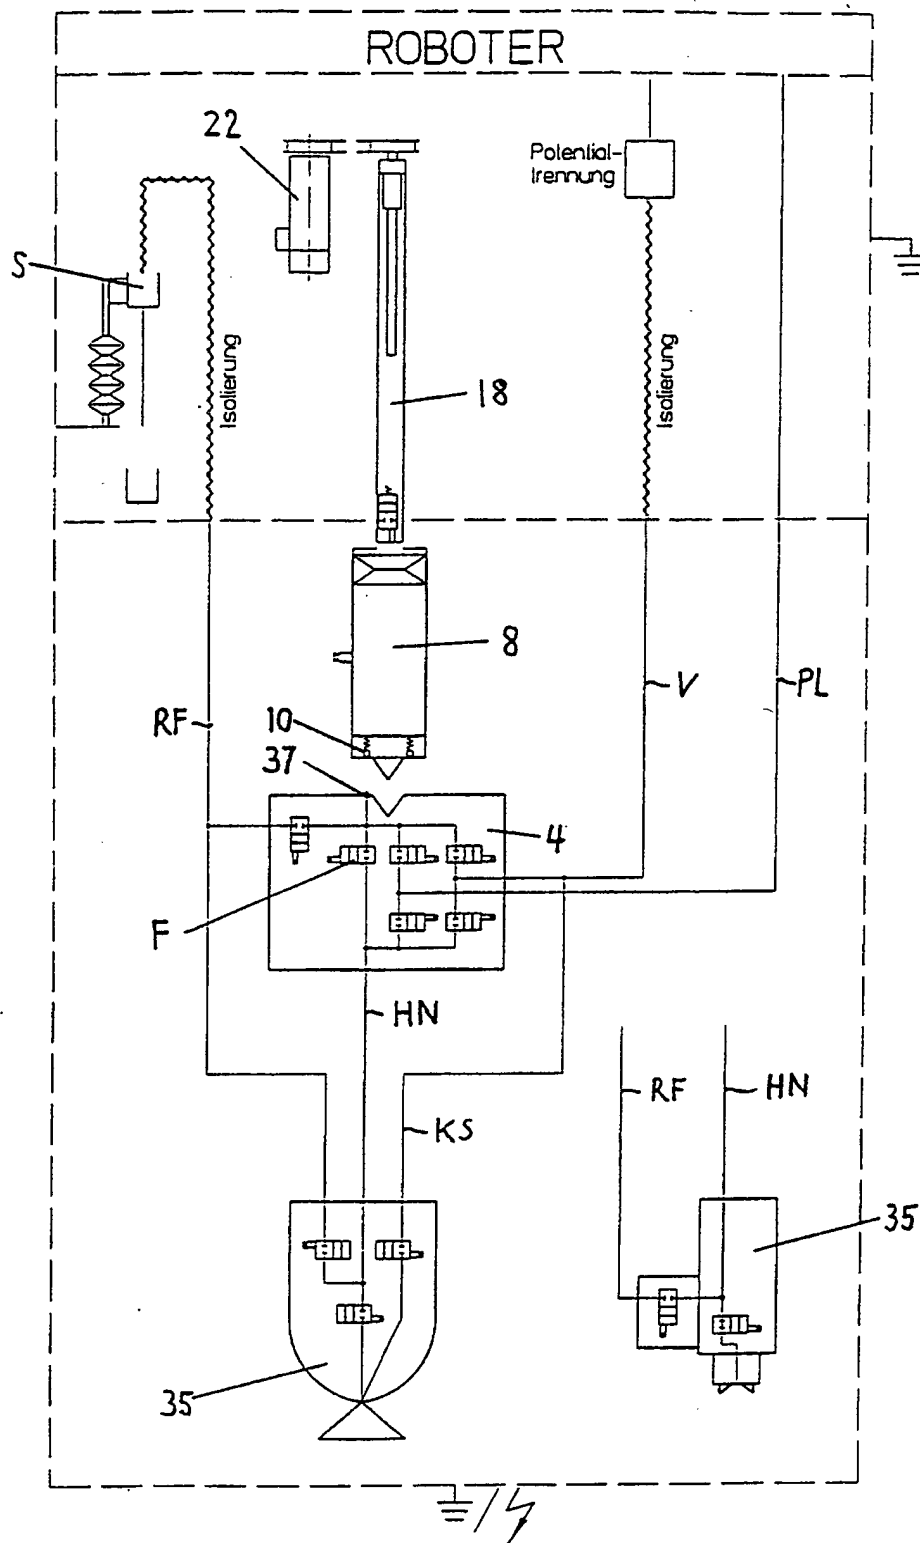 ROBOTER
22
Potential-
trennung
S
Isolierung
18
Isolierung
8
V
PL
RF
10
37
4
F
HN
RF
HN
KS
35
35